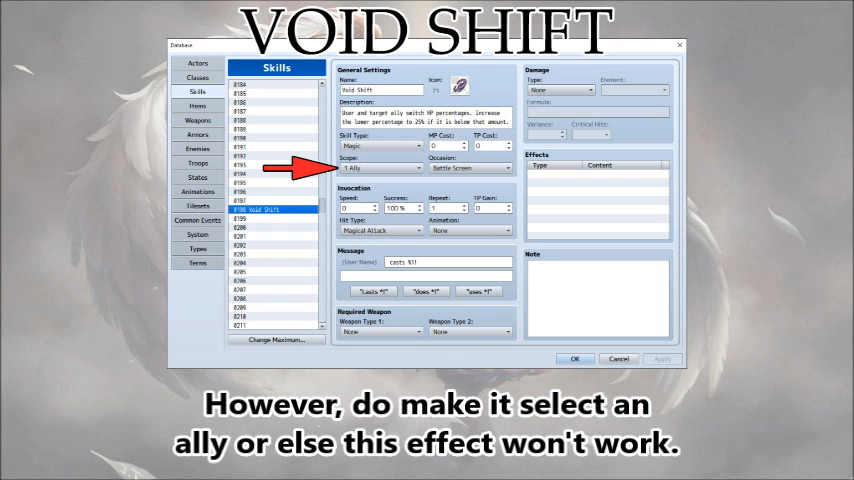 VOID SHIFT
Database
Actors
Classes
Skills
Items
Weapons
Armors
Enemies
Troops
States
Animations
Tilesets
Common Events
System
Types
Terms
Skills
0184
0185
0186
0187
0188
0189
0190
0191
0192
0193
0194
0195
0196
0197
0198 Void Shift
0199
0200
0201
0202
0203
0204
0205
0206
0207
0208
0209
0210
0211
Change Maximum...
General Settings
Name:
Icon:
Void Shift
Description:
User and target ally switch HP percentages. Increase
the lower percentage to 25% if it is below that amount.
Skill Type:
MP Cost:
TP Cost:
Magic
0
0
Scope:
Occasion:
1 Ally
Battle Screen
Invocation
Speed:
Success:
Repeat:
TP Gain:
0
100 %
1
0
Hit Type:
Animation:
Magical Attack
None
Message
(User Name)
casts %1!
"casts *!"
"does *!"
"uses *!"
Required Weapon
Weapon Type 1:
Weapon Type 2:
None
None
Damage
Type:
Element:
None
Formula:
Variance:
Critical Hits:
Effects
Type
Content
Note
OK
Cancel
Apply
However, do make it select an
ally or else this effect won't work.